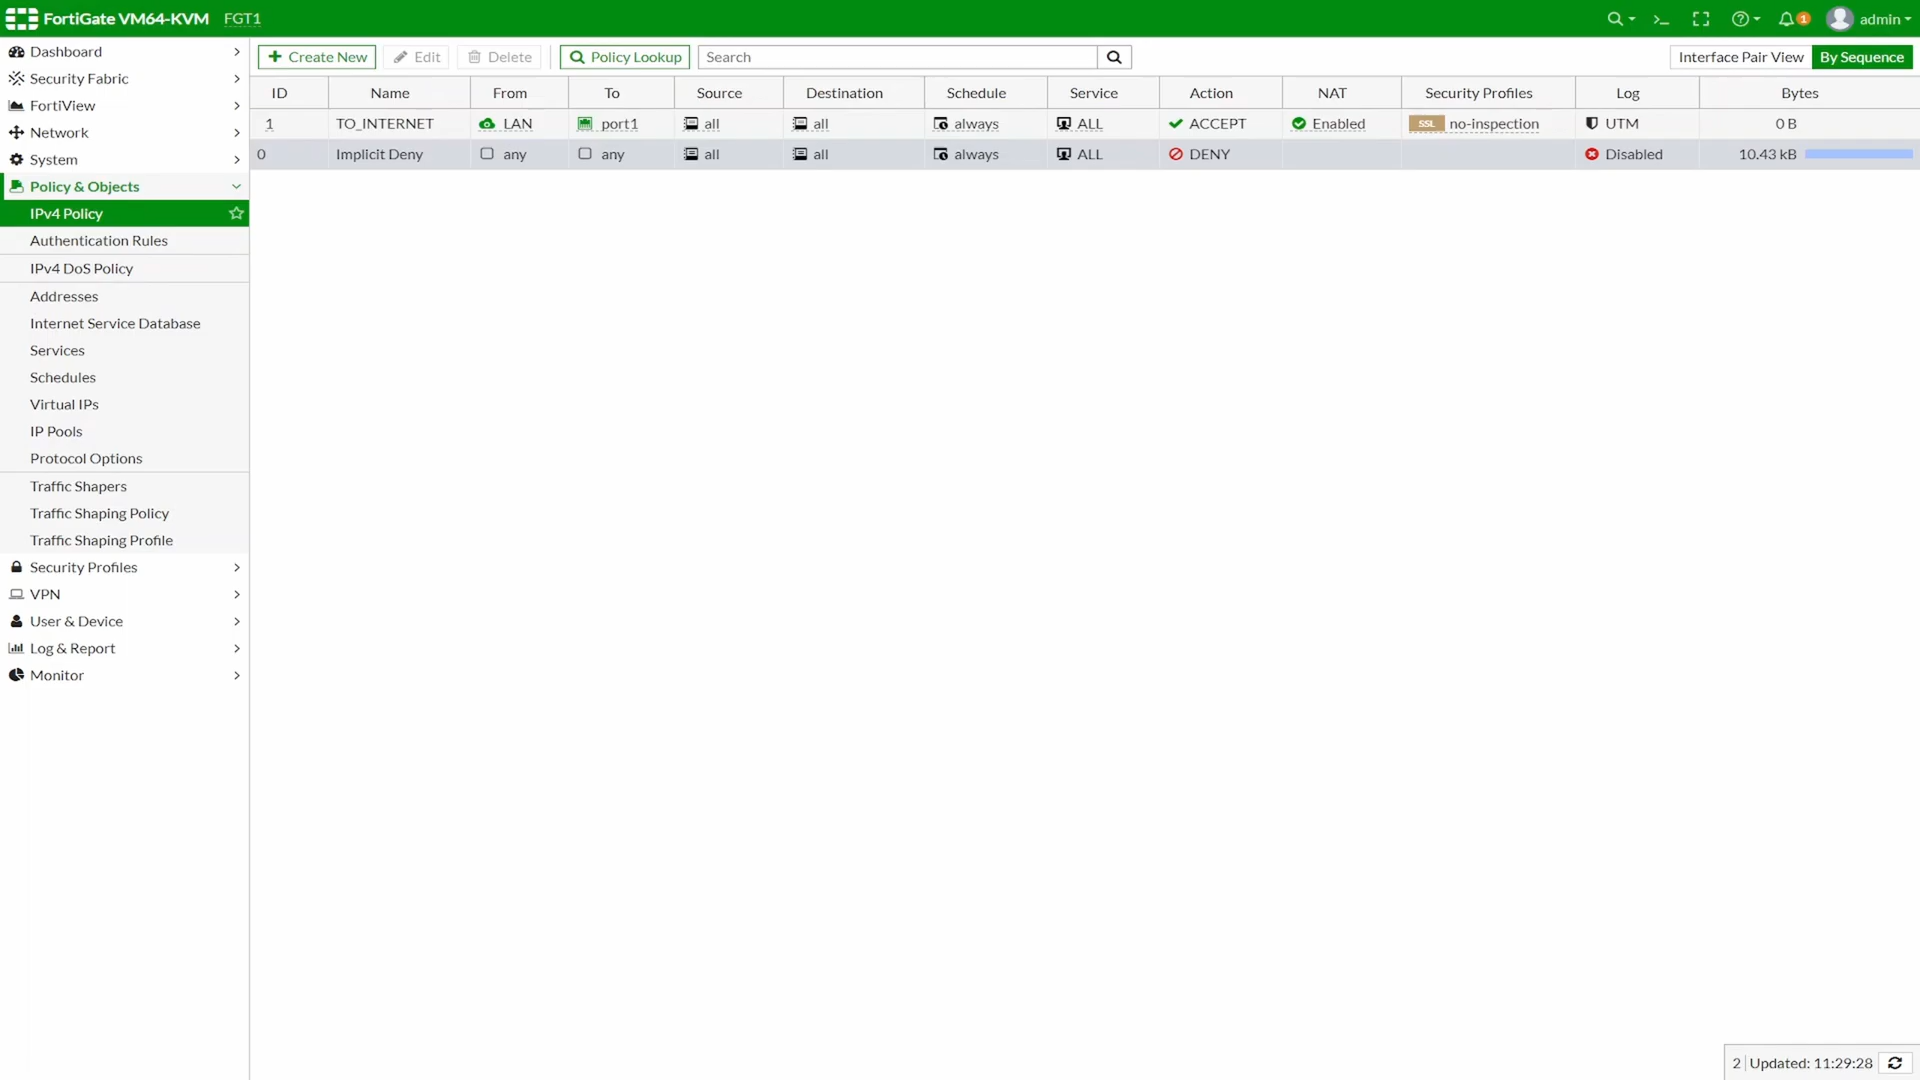 FortiGate VM64-KVM FGT1 1 admin
Dashboard
Security Fabric
FortiView
Network
System
Policy & Objects
IPv4 Policy
Authentication Rules
IPv4 DoS Policy
Addresses
Internet Service Database
Services
Schedules
Virtual IPs
IP Pools
Protocol Options
Traffic Shapers
Traffic Shaping Policy
Traffic Shaping Profile
Security Profiles
VPN
User & Device
Log & Report
Monitor
Create New Edit Delete Policy Lookup Search Interface Pair View By Sequence
ID Name From To Source Destination Schedule Service Action NAT Security Profiles Log Bytes
1 TO_INTERNET LAN port1 all all always ALL ACCEPT Enabled SSL no-inspection UTM 0 B
0 Implicit Deny any any all all always ALL DENY Disabled 10.43 kB
2 Updated: 11:29:28